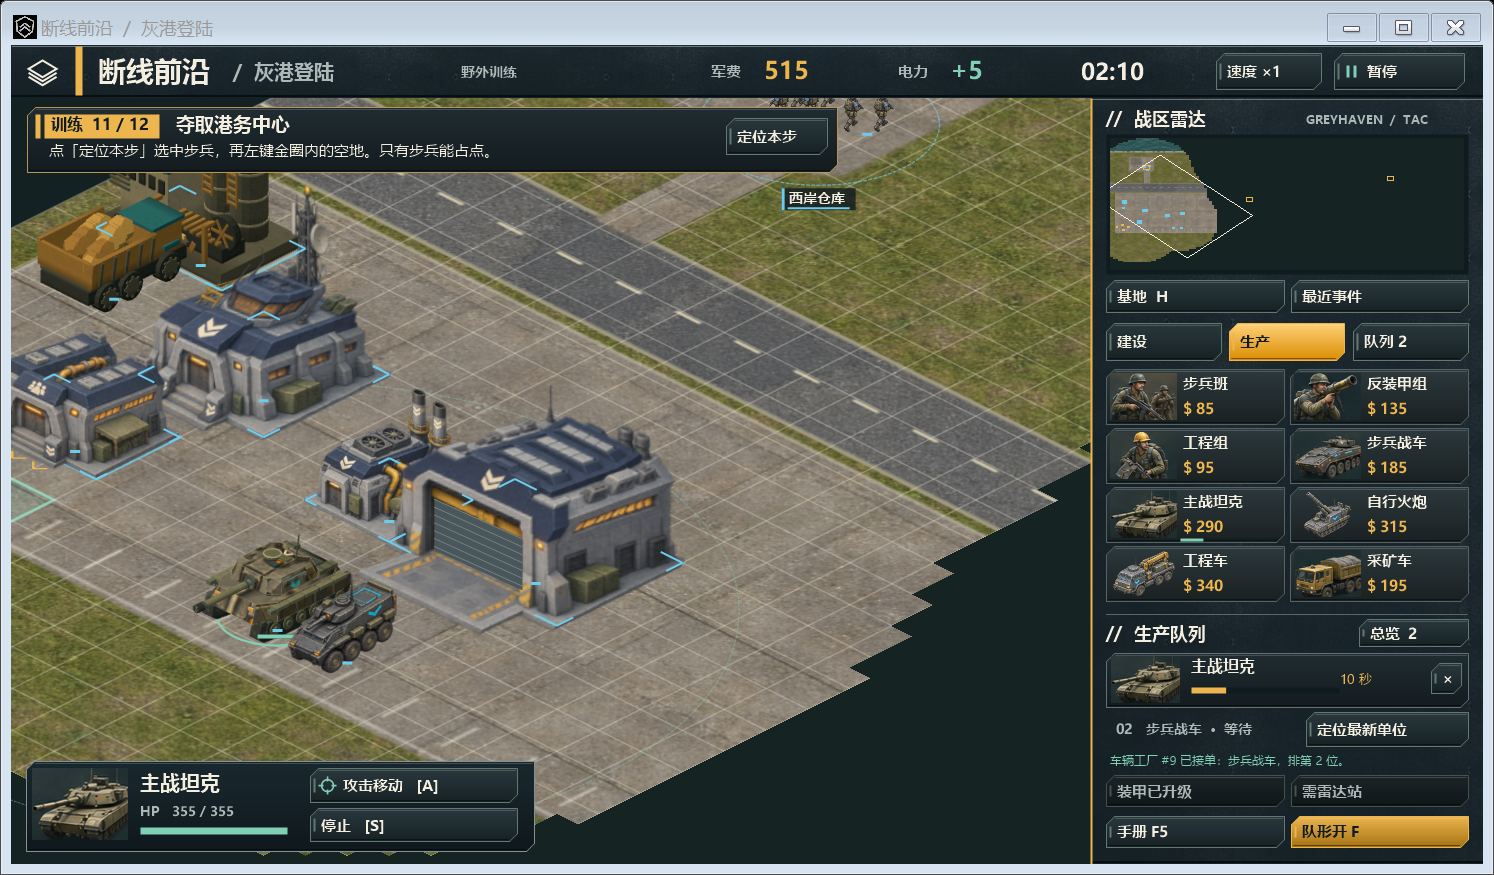 断线前沿 / 灰港登陆
断线前沿 / 灰港登陆
野外训练
军费 515
电力 +5
02:10
速度 ×1
暂停
训练 11 / 12 夺取港务中心
点「定位本步」选中步兵，再左键金圈内的空地。只有步兵能占点。
定位本步
西岸仓库
// 战区雷达
GREYHAVEN / TAC
基地 H
最近事件
建设
生产
队列 2
步兵班
$ 85
反装甲组
$ 135
工程组
$ 95
步兵战车
$ 185
主战坦克
$ 290
自行火炮
$ 315
工程车
$ 340
采矿车
$ 195
// 生产队列
总览 2
主战坦克
10 秒
×
02 步兵战车 • 等待
定位最新单位
车辆工厂 #9 已接单：步兵战车，排第 2 位。
装甲已升级
需雷达站
手册 F5
队形开 F
主战坦克
HP 355 / 355
攻击移动 [A]
停止 [S]